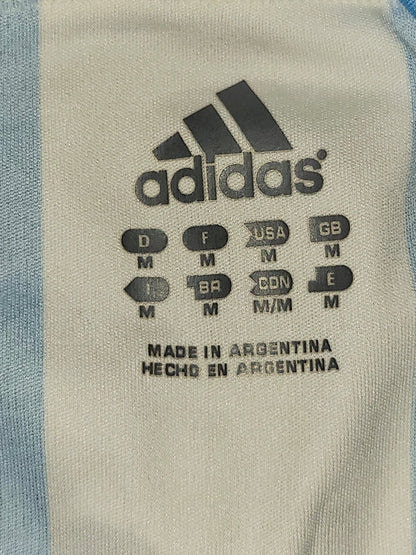 adidas®
D F USA GB
M M M M
I BR CDN E
M M M/M M
MADE IN ARGENTINA
HECHO EN ARGENTINA